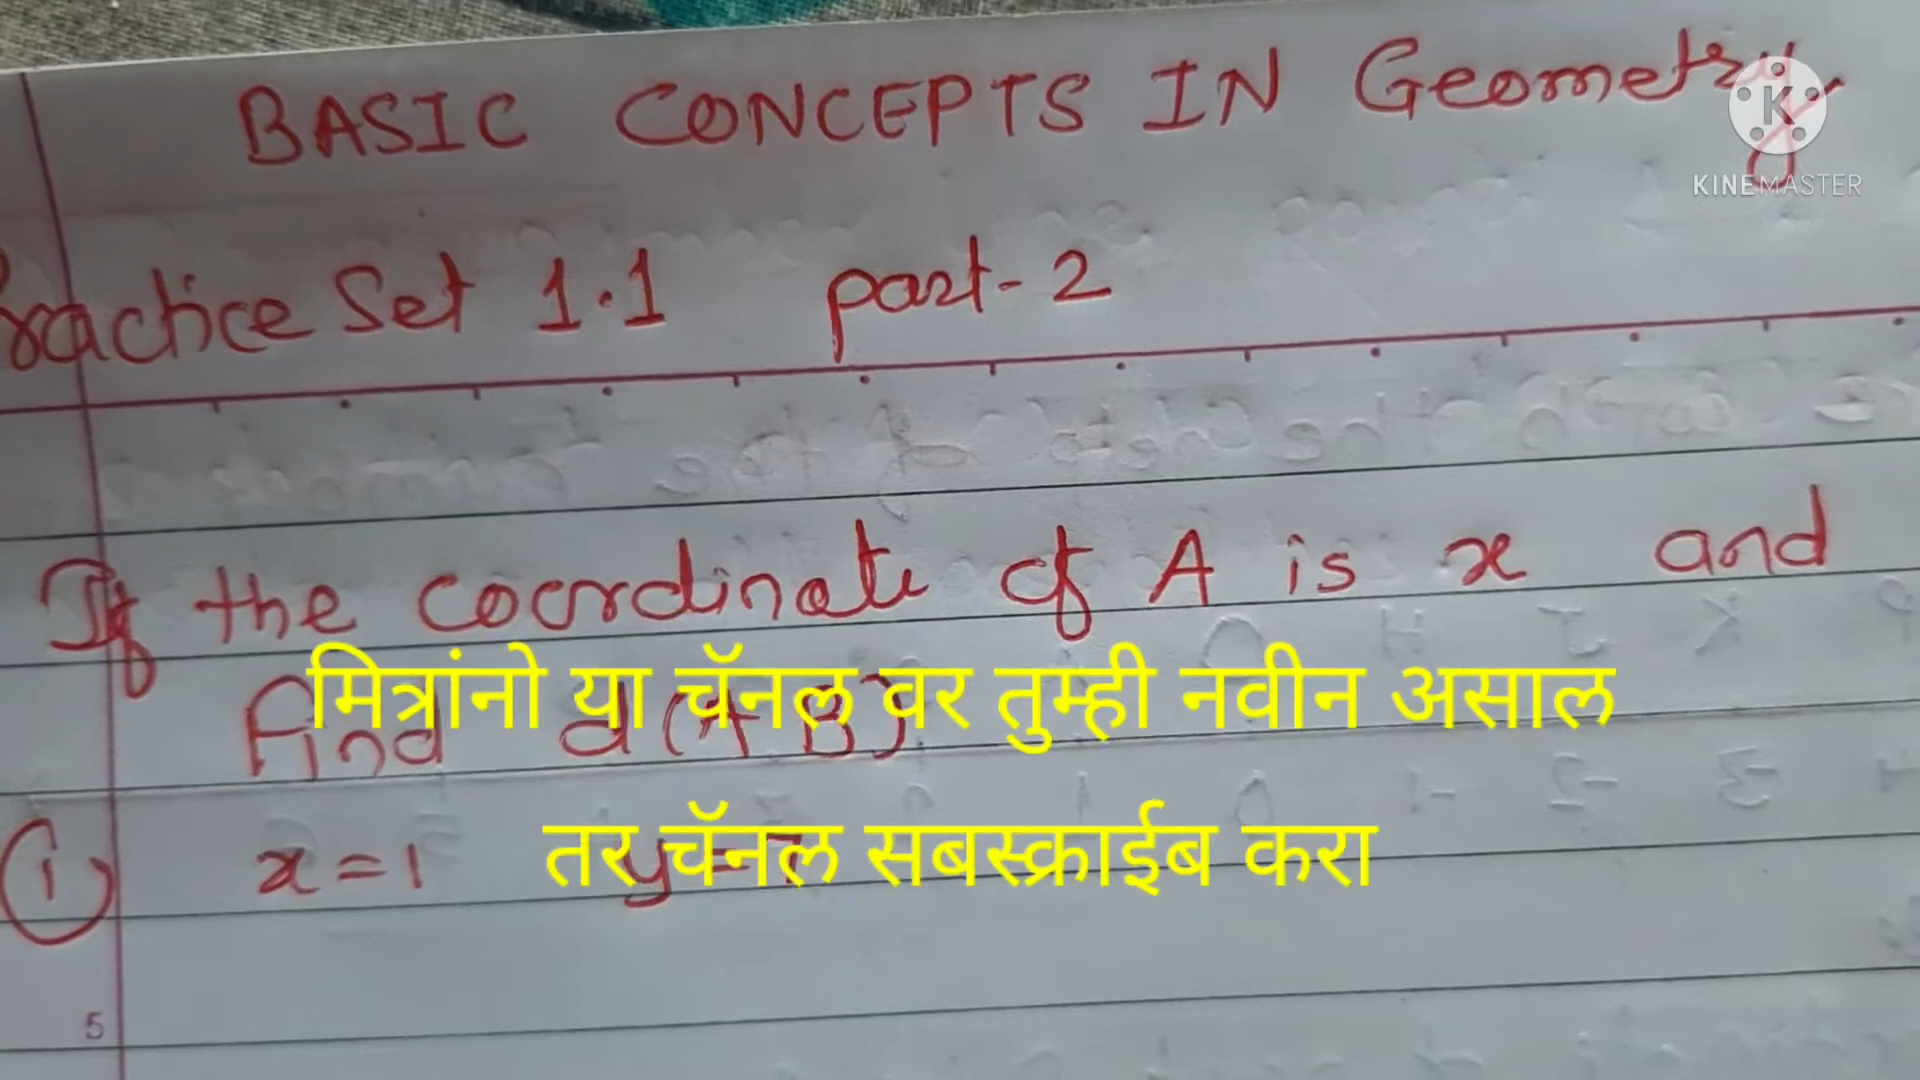 BASIC CONCEPTS IN Geometry
KINEMASTER
Practice Set 1.1 part-2
If the coordinate of A is x and
find d(A B)
मित्रांनो या चॅनल वर तुम्ही नवीन असाल
i x=1 y=7
तर चॅनल सबस्क्राईब करा
5